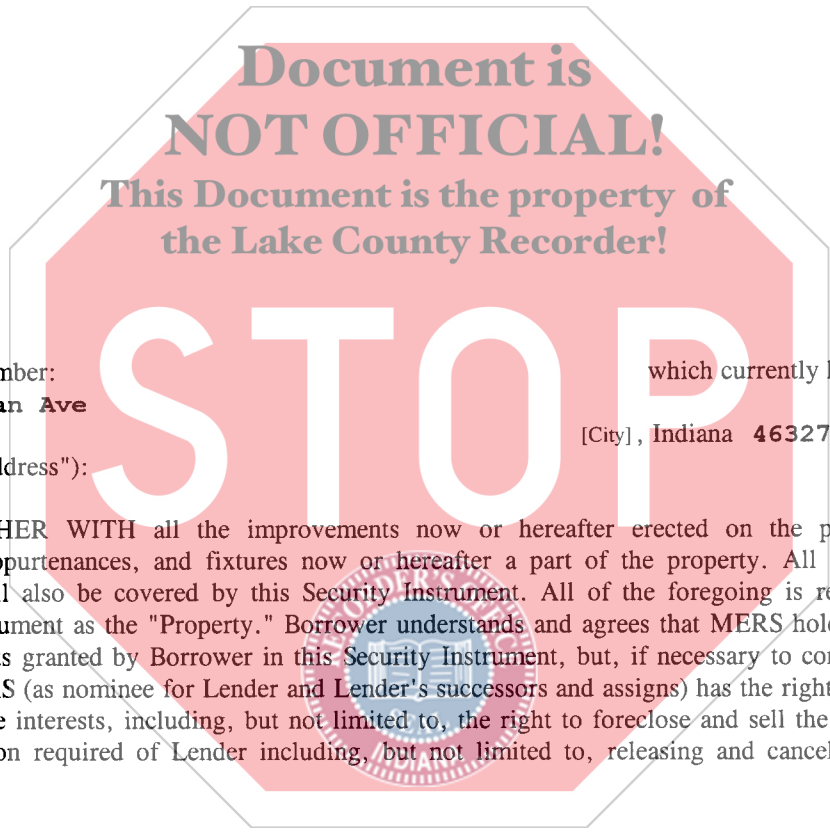 Document is
NOT OFFICIAL!
This Document is the property of
the Lake County Recorder!
STOP
mber:
which currently
an Ave
[City], Indiana 46327
ddress"):
HER WITH all the improvements now or hereafter erected on the p
ppurtenances, and fixtures now or hereafter a part of the property. All
l also be covered by this Security Instrument. All of the foregoing is re
ument as the "Property." Borrower understands and agrees that MERS hol
s granted by Borrower in this Security Instrument, but, if necessary to co
S (as nominee for Lender and Lender's successors and assigns) has the right
e interests, including, but not limited to, the right to foreclose and sell the
on required of Lender including, but not limited to, releasing and cancel
RECORDER'S OFFICE
SEAL
INDIANA